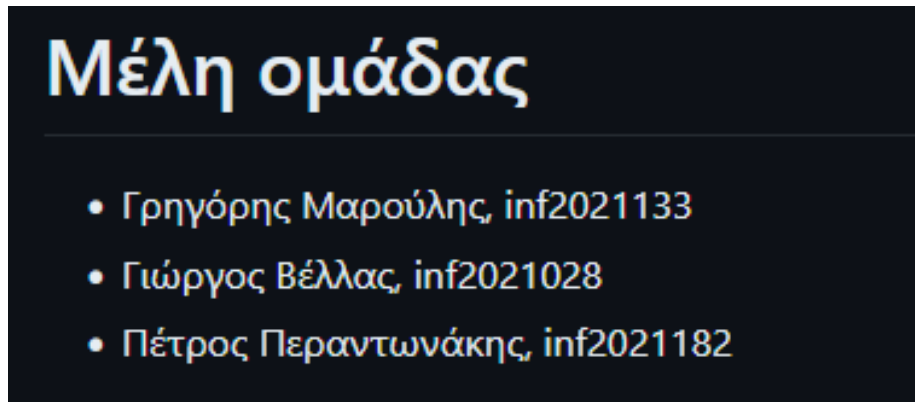 Μέλη ομάδας
• Γρηγόρης Μαρούλης, inf2021133
• Γιώργος Βέλλας, inf2021028
• Πέτρος Περαντωνάκης, inf2021182